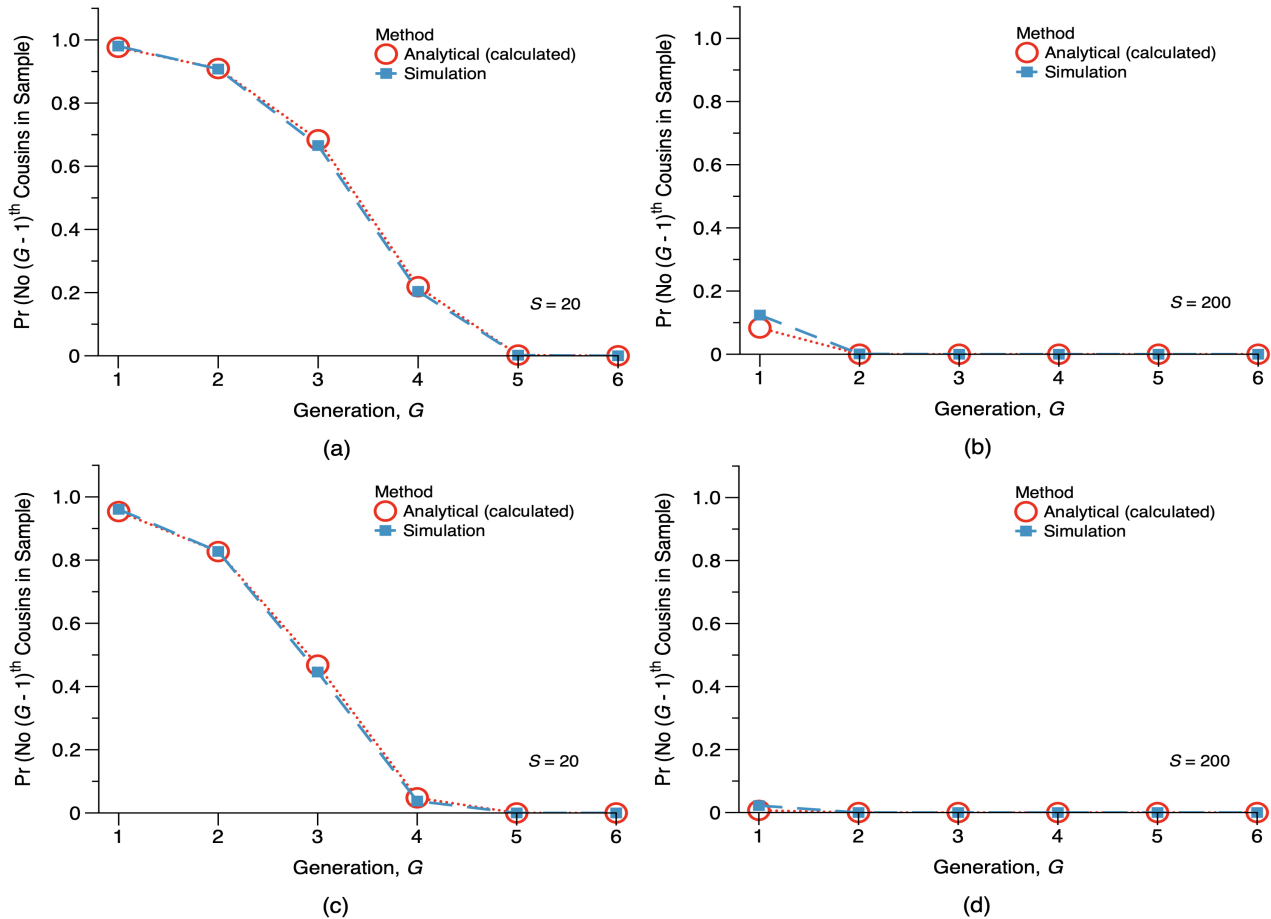 Pr (No (G - 1)th Cousins in Sample)
1.0
0.8
0.6
0.4
0.2
0
Method
Analytical (calculated)
Simulation
S = 20
1 2 3 4 5 6
Generation, G
(a)
Pr (No (G - 1)th Cousins in Sample)
1.0
0.8
0.6
0.4
0.2
0
Method
Analytical (calculated)
Simulation
S = 200
1 2 3 4 5 6
Generation, G
(b)
Pr (No (G - 1)th Cousins in Sample)
1.0
0.8
0.6
0.4
0.2
0
Method
Analytical (calculated)
Simulation
S = 20
1 2 3 4 5 6
Generation, G
(c)
Pr (No (G - 1)th Cousins in Sample)
1.0
0.8
0.6
0.4
0.2
0
Method
Analytical (calculated)
Simulation
S = 200
1 2 3 4 5 6
Generation, G
(d)